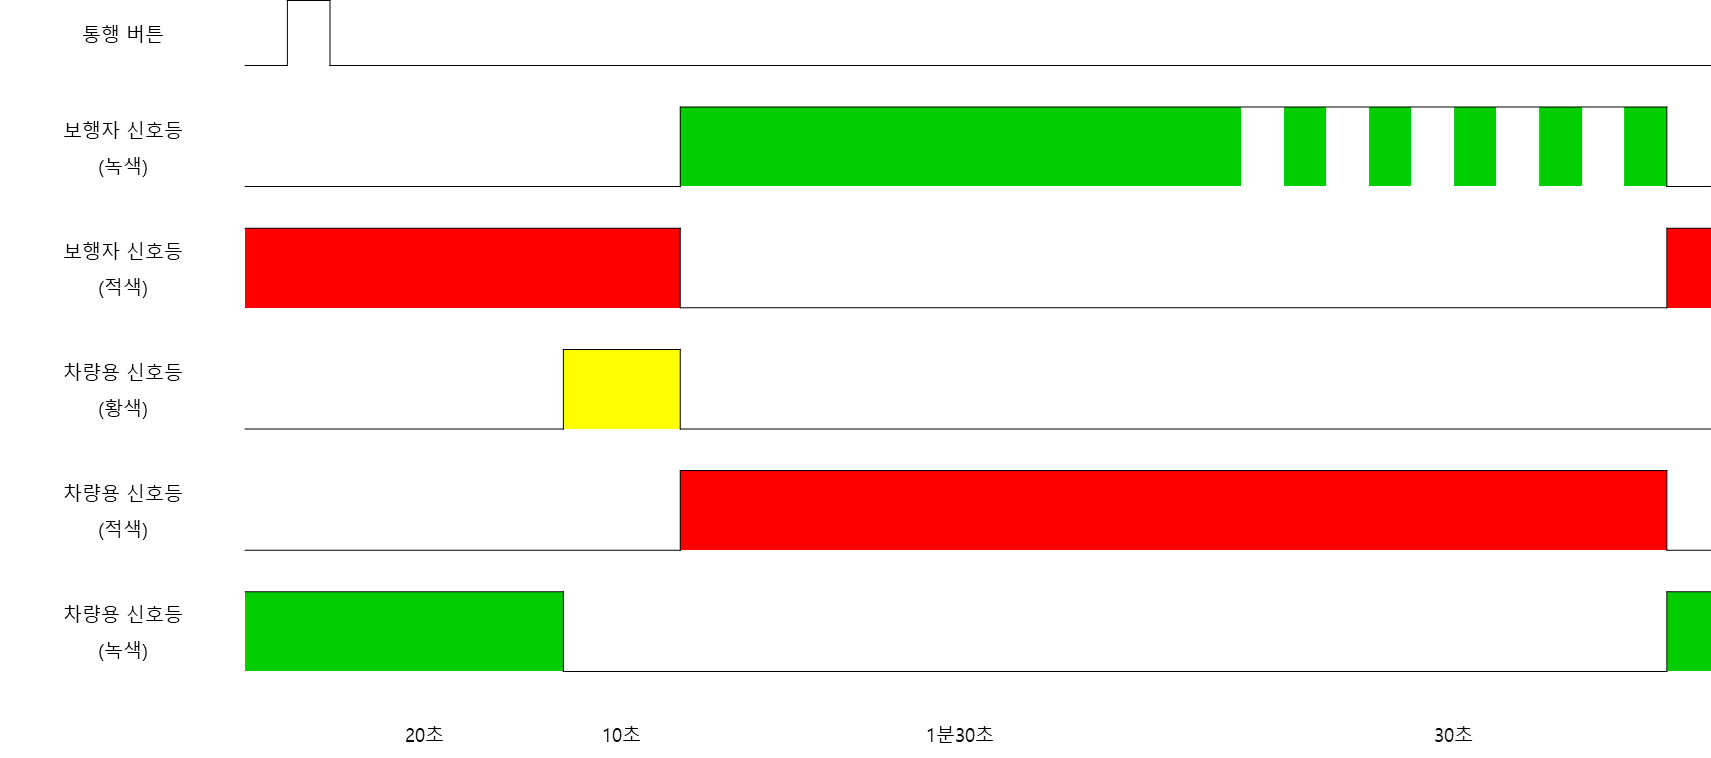 통행 버튼
보행자 신호등
(녹색)
보행자 신호등
(적색)
차량용 신호등
(황색)
차량용 신호등
(적색)
차량용 신호등
(녹색)
20초 10초 1분30초 30초